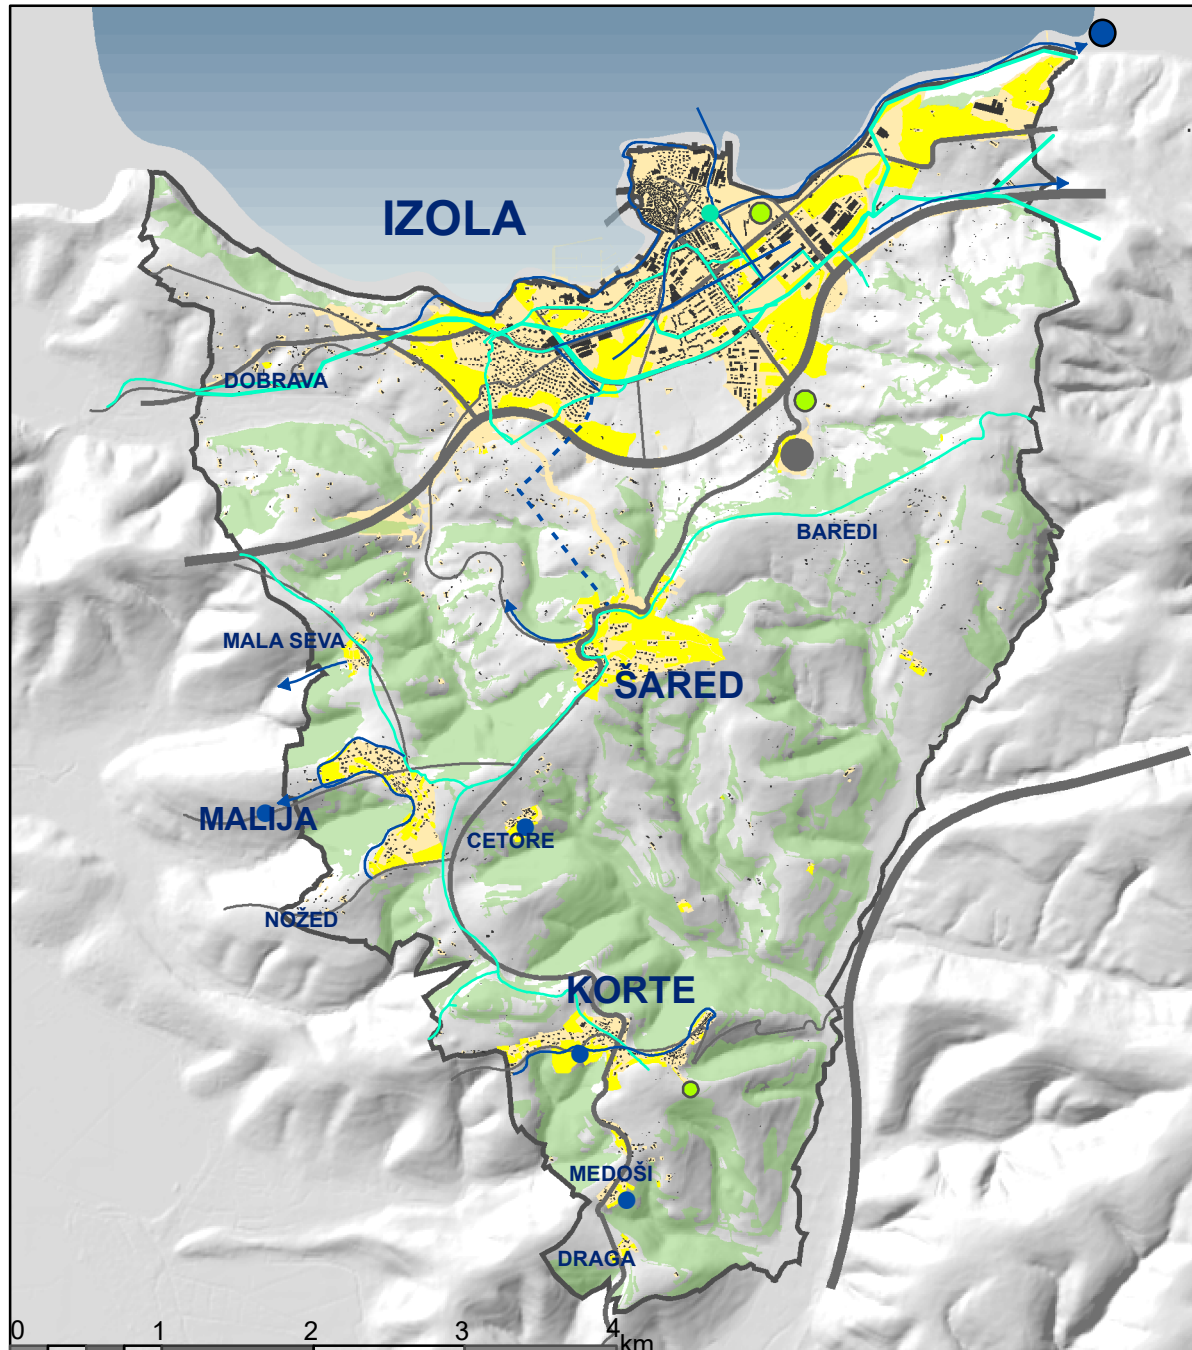 IZOLA
DOBRAVA
BAREDI
MALA SEVA
ŠARED
MALIJA
CETORE
NOŽED
KORTE
MEDOŠI
DRAGA
0 1 2 3 4
km